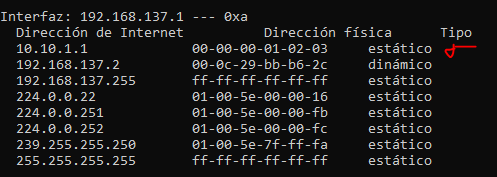 Interfaz: 192.168.137.1 --- 0xa
Dirección de Internet Dirección física Tipo
10.10.1.1 00-00-00-01-02-03 estático
192.168.137.2 00-0c-29-bb-b6-2c dinámico
192.168.137.255 ff-ff-ff-ff-ff-ff estático
224.0.0.22 01-00-5e-00-00-16 estático
224.0.0.251 01-00-5e-00-00-fb estático
224.0.0.252 01-00-5e-00-00-fc estático
239.255.255.250 01-00-5e-7f-ff-fa estático
255.255.255.255 ff-ff-ff-ff-ff-ff estático